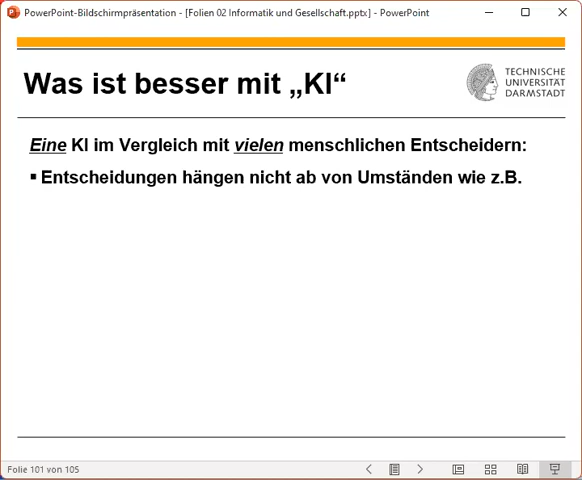 PowerPoint-Bildschirmpräsentation - [Folien 02 Informatik und Gesellschaft.pptx] - PowerPoint
Was ist besser mit „KI“
TECHNISCHE
UNIVERSITÄT
DARMSTADT
Eine KI im Vergleich mit vielen menschlichen Entscheidern:
▪ Entscheidungen hängen nicht ab von Umständen wie z.B.
Folie 101 von 105